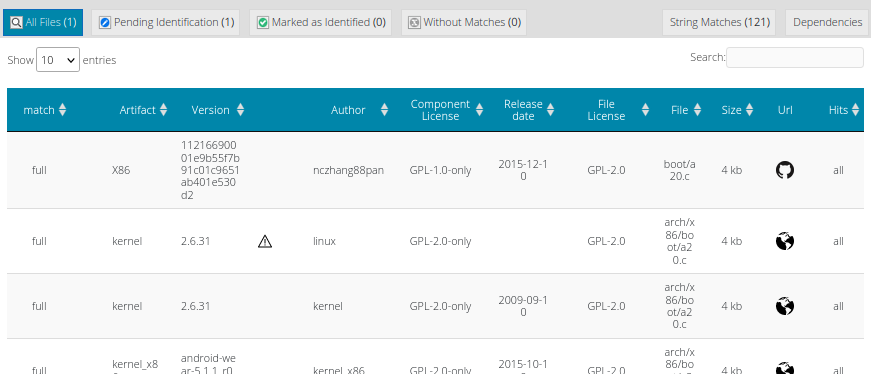 All Files (1) Pending Identification (1) Marked as Identified (0) Without Matches (0) String Matches (121) Dependencies
Show 10 entries Search:
match Artifact Version Author Component License Release date File License File Size Url Hits
full X86 11216690001e9b55f7b91c01c9651ab401e530d2 nczhang88pan GPL-1.0-only 2015-12-10 GPL-2.0 boot/a20.c 4 kb all
full kernel 2.6.31 linux GPL-2.0-only GPL-2.0 arch/x86/boot/a20.c 4 kb all
full kernel 2.6.31 kernel GPL-2.0-only 2009-09-10 GPL-2.0 arch/x86/boot/a20.c 4 kb all
full kernel_x8 android-wear-5.1.1_r0 kernel_x86 GPL-2.0-only 2015-10-1 GPL-2.0 arch/x86/bo 4 kb all